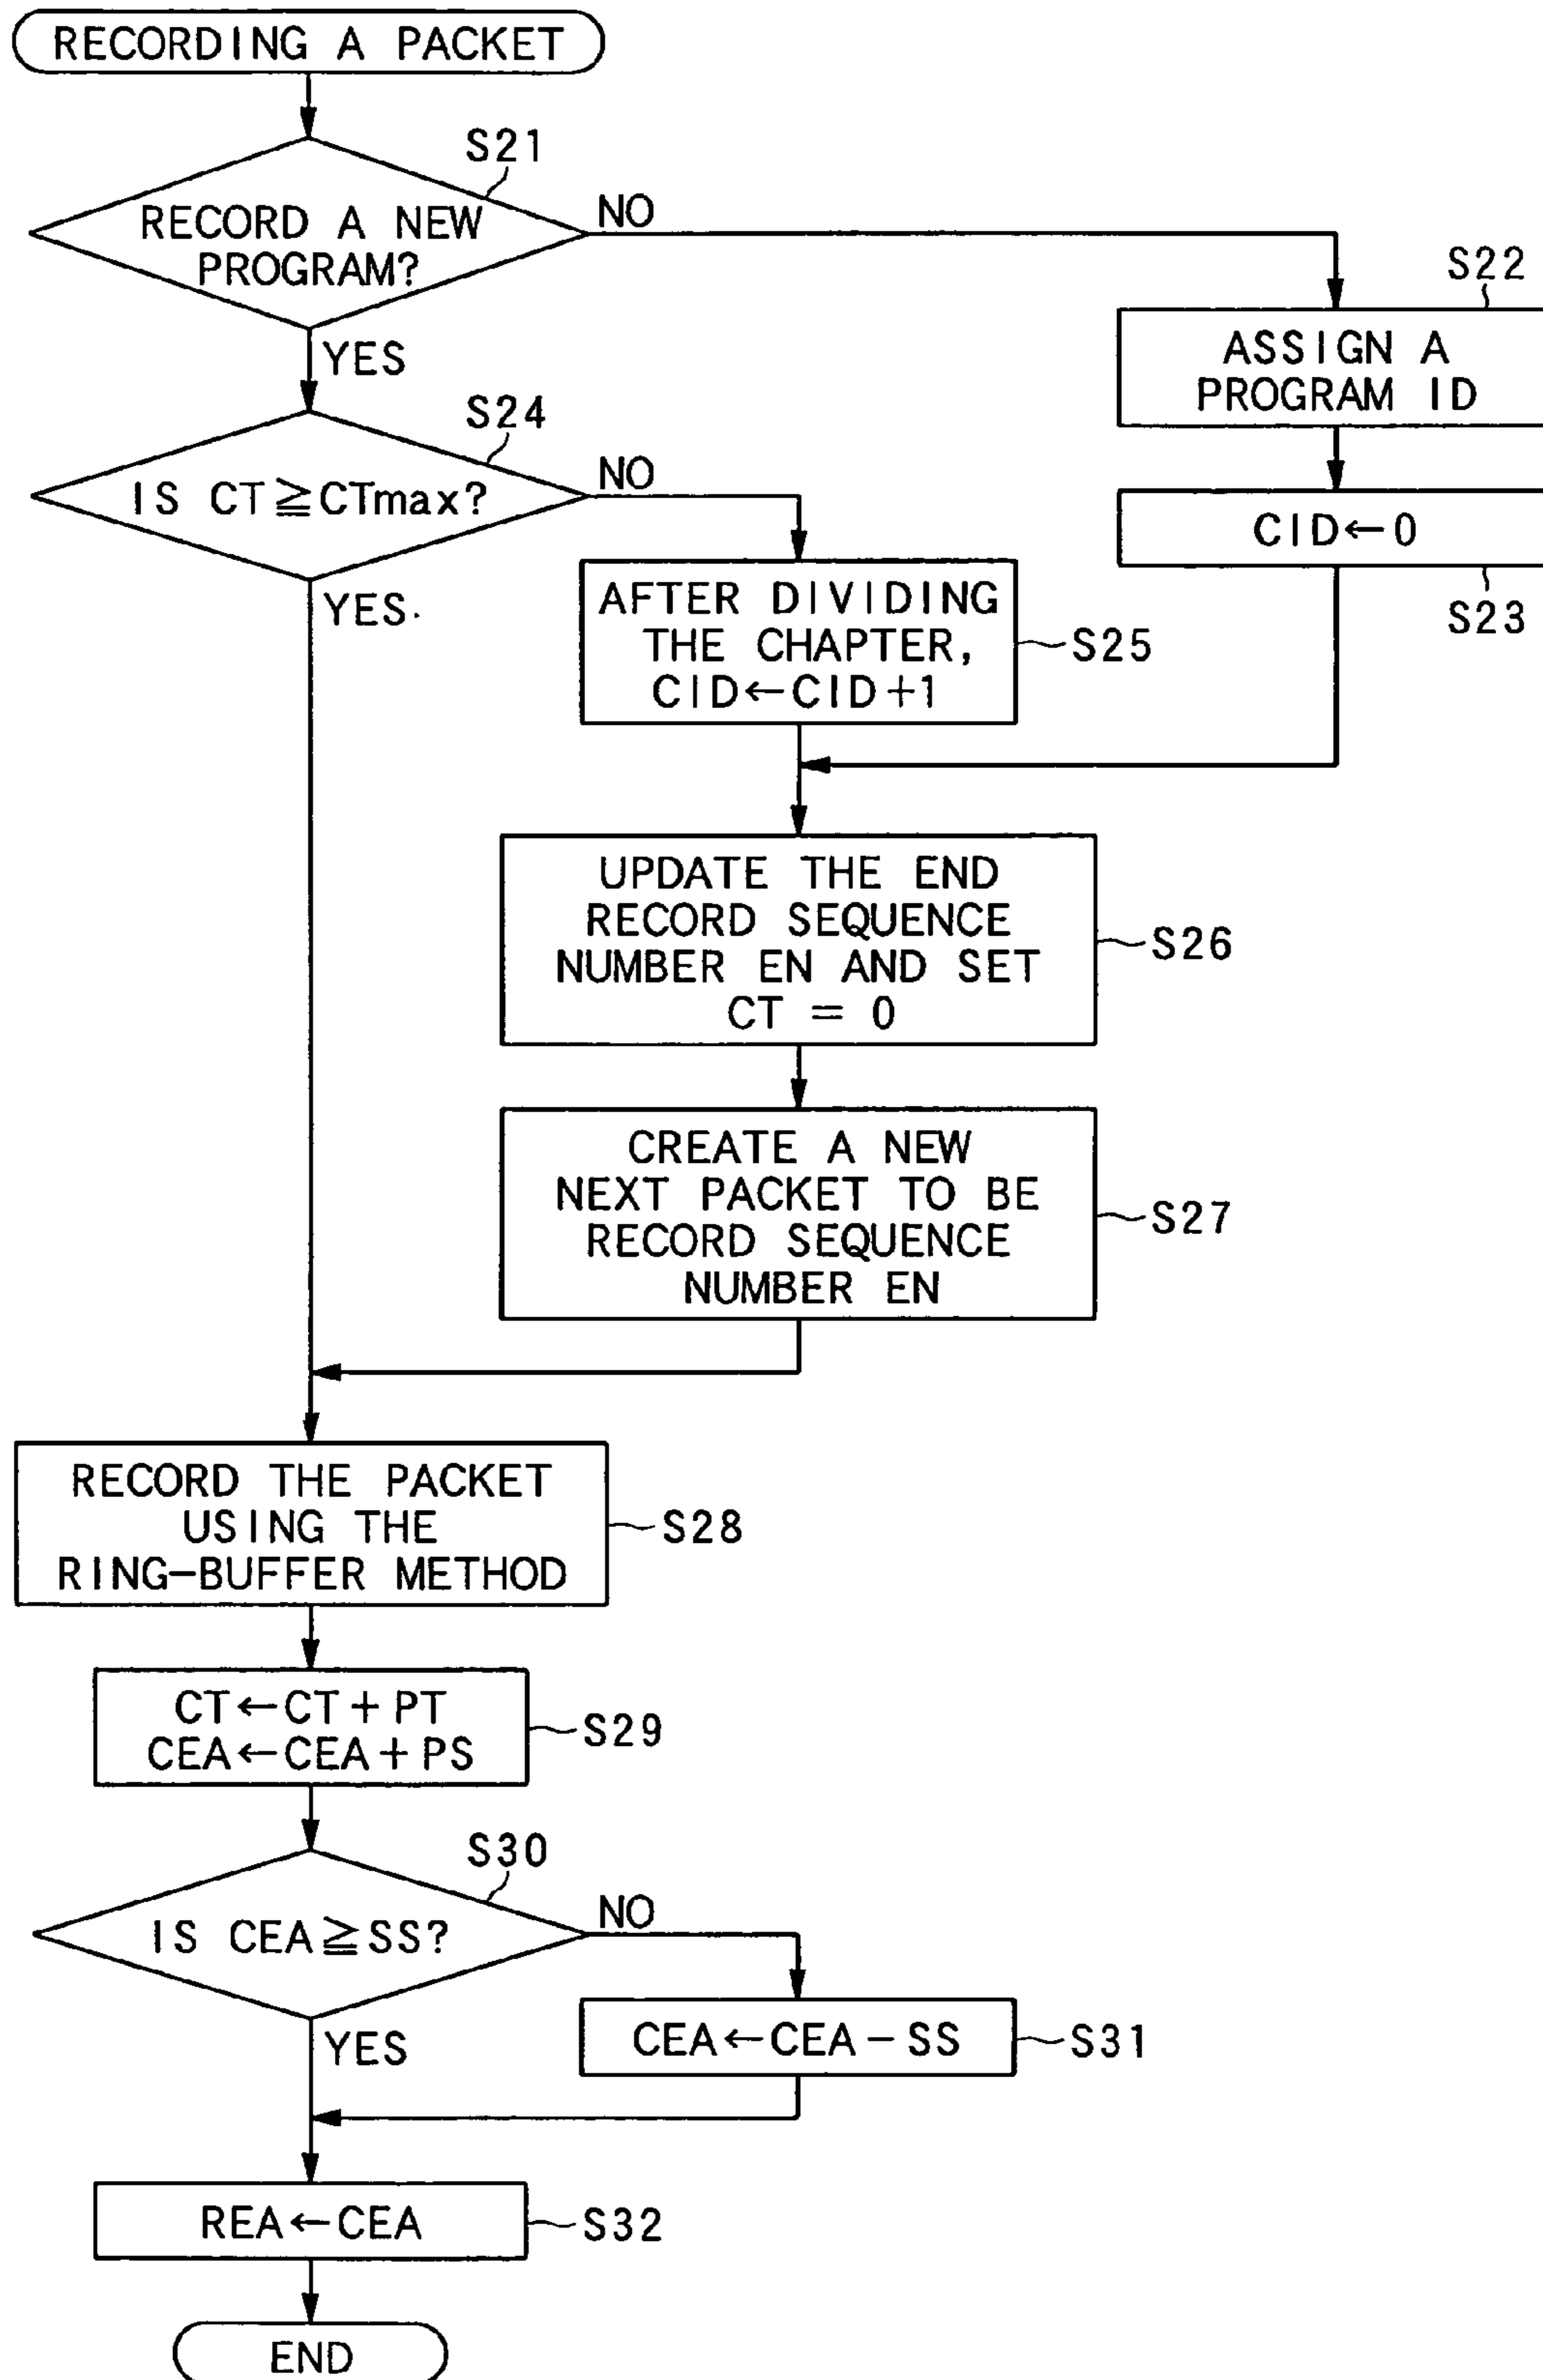 RECORDING A PACKET
S21
RECORD A NEW
PROGRAM?
NO
YES
S22
ASSIGN A
PROGRAM ID
S24
IS CT≧CTmax?
NO
YES
CID←0
S23
AFTER DIVIDING
THE CHAPTER,
CID←CID+1
S25
UPDATE THE END
RECORD SEQUENCE
NUMBER EN AND SET
CT = 0
S26
CREATE A NEW
NEXT PACKET TO BE
RECORD SEQUENCE
NUMBER EN
S27
RECORD THE PACKET
USING THE
RING-BUFFER METHOD
S28
CT←CT+PT
CEA←CEA+PS
S29
S30
IS CEA≧SS?
NO
YES
CEA←CEA-SS
S31
REA←CEA
S32
END